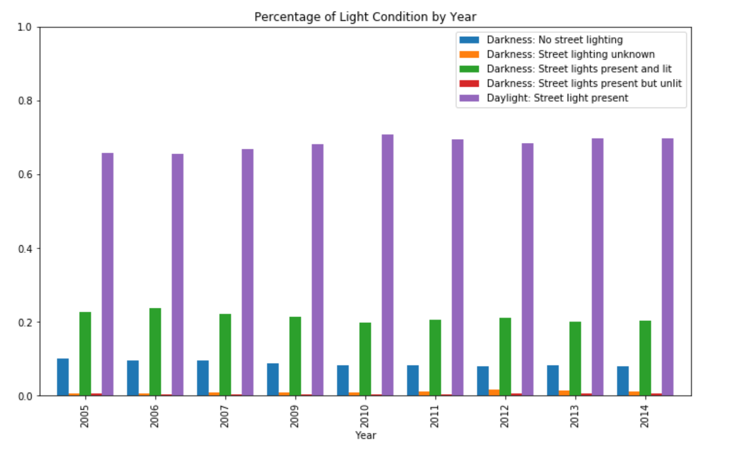 Percentage of Light Condition by Year
1.0
0.8
0.6
0.4
0.2
0.0
Darkness: No street lighting
Darkness: Street lighting unknown
Darkness: Street lights present and lit
Darkness: Street lights present but unlit
Daylight: Street light present
2005
2006
2007
2009
2010
2011
2012
2013
2014
Year